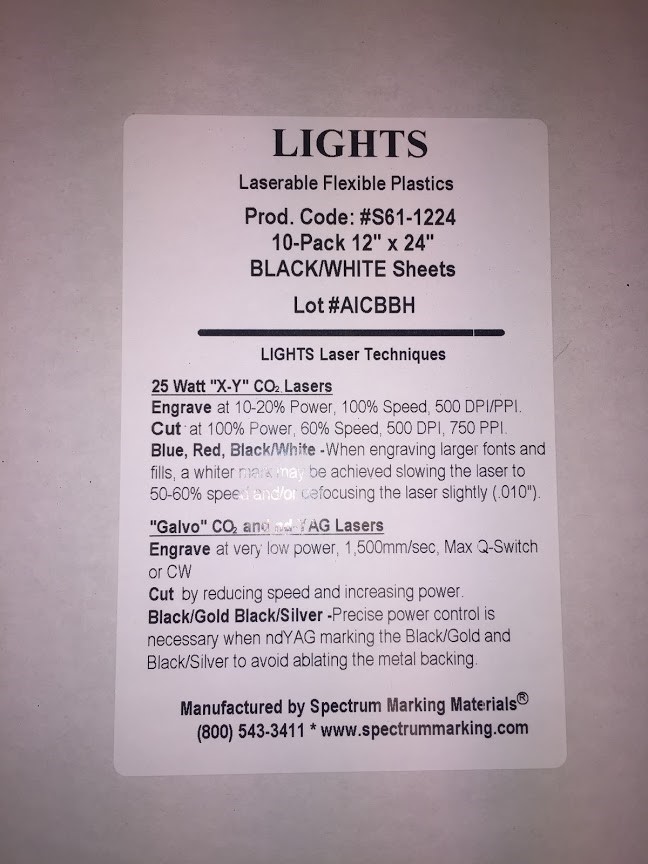 LIGHTS
Laserable Flexible Plastics
Prod. Code: #S61-1224
10-Pack 12" x 24"
BLACK/WHITE Sheets
Lot #AICBBH
LIGHTS Laser Techniques
25 Watt "X-Y" CO₂ Lasers
Engrave at 10-20% Power, 100% Speed, 500 DPI/PPI.
Cut at 100% Power, 60% Speed, 500 DPI, 750 PPI.
Blue, Red, Black/White -When engraving larger fonts and
fills, a whiter mark may be achieved slowing the laser to
50-60% speed and/or defocusing the laser slightly (.010").
"Galvo" CO₂ and nd-YAG Lasers
Engrave at very low power, 1,500mm/sec, Max Q-Switch
or CW
Cut by reducing speed and increasing power.
Black/Gold Black/Silver -Precise power control is
necessary when ndYAG marking the Black/Gold and
Black/Silver to avoid ablating the metal backing.
Manufactured by Spectrum Marking Materials®
(800) 543-3411 * www.spectrummarking.com